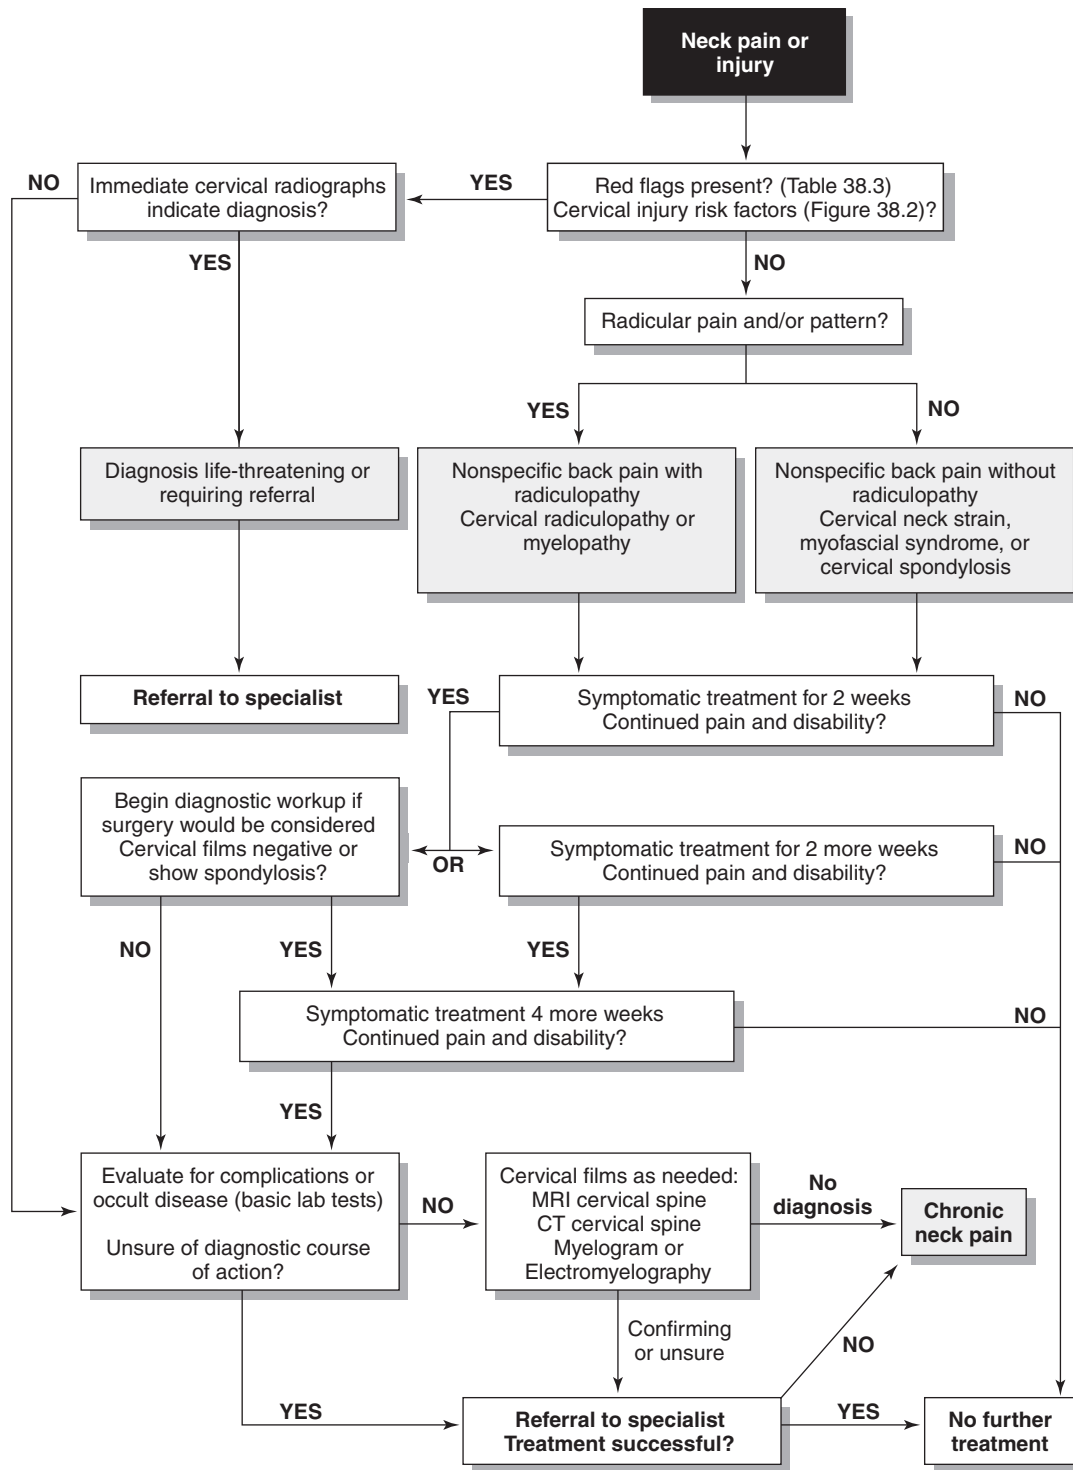 Neck pain or
injury
NO
Immediate cervical radiographs
indicate diagnosis?
YES
Red flags present? (Table 38.3)
Cervical injury risk factors (Figure 38.2)?
YES
NO
Radicular pain and/or pattern?
YES
NO
Diagnosis life-threatening or
requiring referral
Nonspecific back pain with
radiculopathy
Cervical radiculopathy or
myelopathy
Nonspecific back pain without
radiculopathy
Cervical neck strain,
myofascial syndrome, or
cervical spondylosis
Referral to specialist
YES
Symptomatic treatment for 2 weeks
Continued pain and disability?
NO
Begin diagnostic workup if
surgery would be considered
Cervical films negative or
show spondylosis?
OR
Symptomatic treatment for 2 more weeks
Continued pain and disability?
NO
NO
YES
YES
Symptomatic treatment 4 more weeks
Continued pain and disability?
NO
YES
Evaluate for complications or
occult disease (basic lab tests)
Unsure of diagnostic course
of action?
NO
Cervical films as needed:
MRI cervical spine
CT cervical spine
Myelogram or
Electromyelography
No
diagnosis
Chronic
neck pain
Confirming
or unsure
NO
YES
Referral to specialist
Treatment successful?
YES
No further
treatment